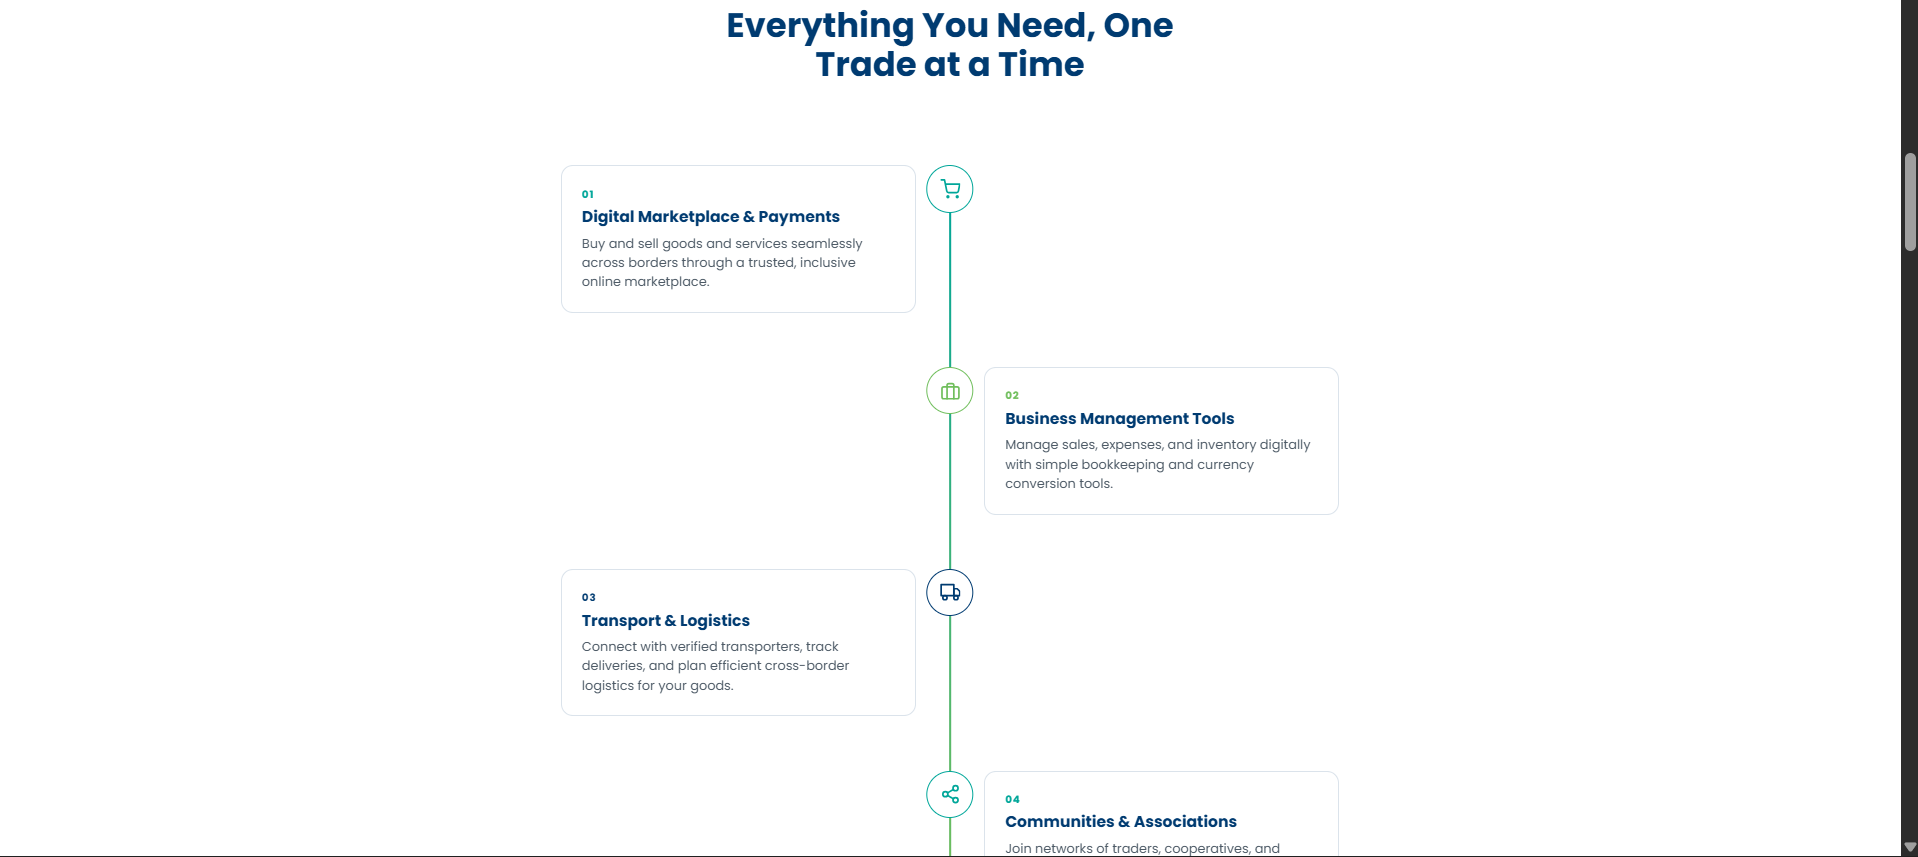 Everything You Need, One
Trade at a Time
01
Digital Marketplace & Payments
Buy and sell goods and services seamlessly
across borders through a trusted, inclusive
online marketplace.
02
Business Management Tools
Manage sales, expenses, and inventory digitally
with simple bookkeeping and currency
conversion tools.
03
Transport & Logistics
Connect with verified transporters, track
deliveries, and plan efficient cross-border
logistics for your goods.
04
Communities & Associations
Join networks of traders, cooperatives, and